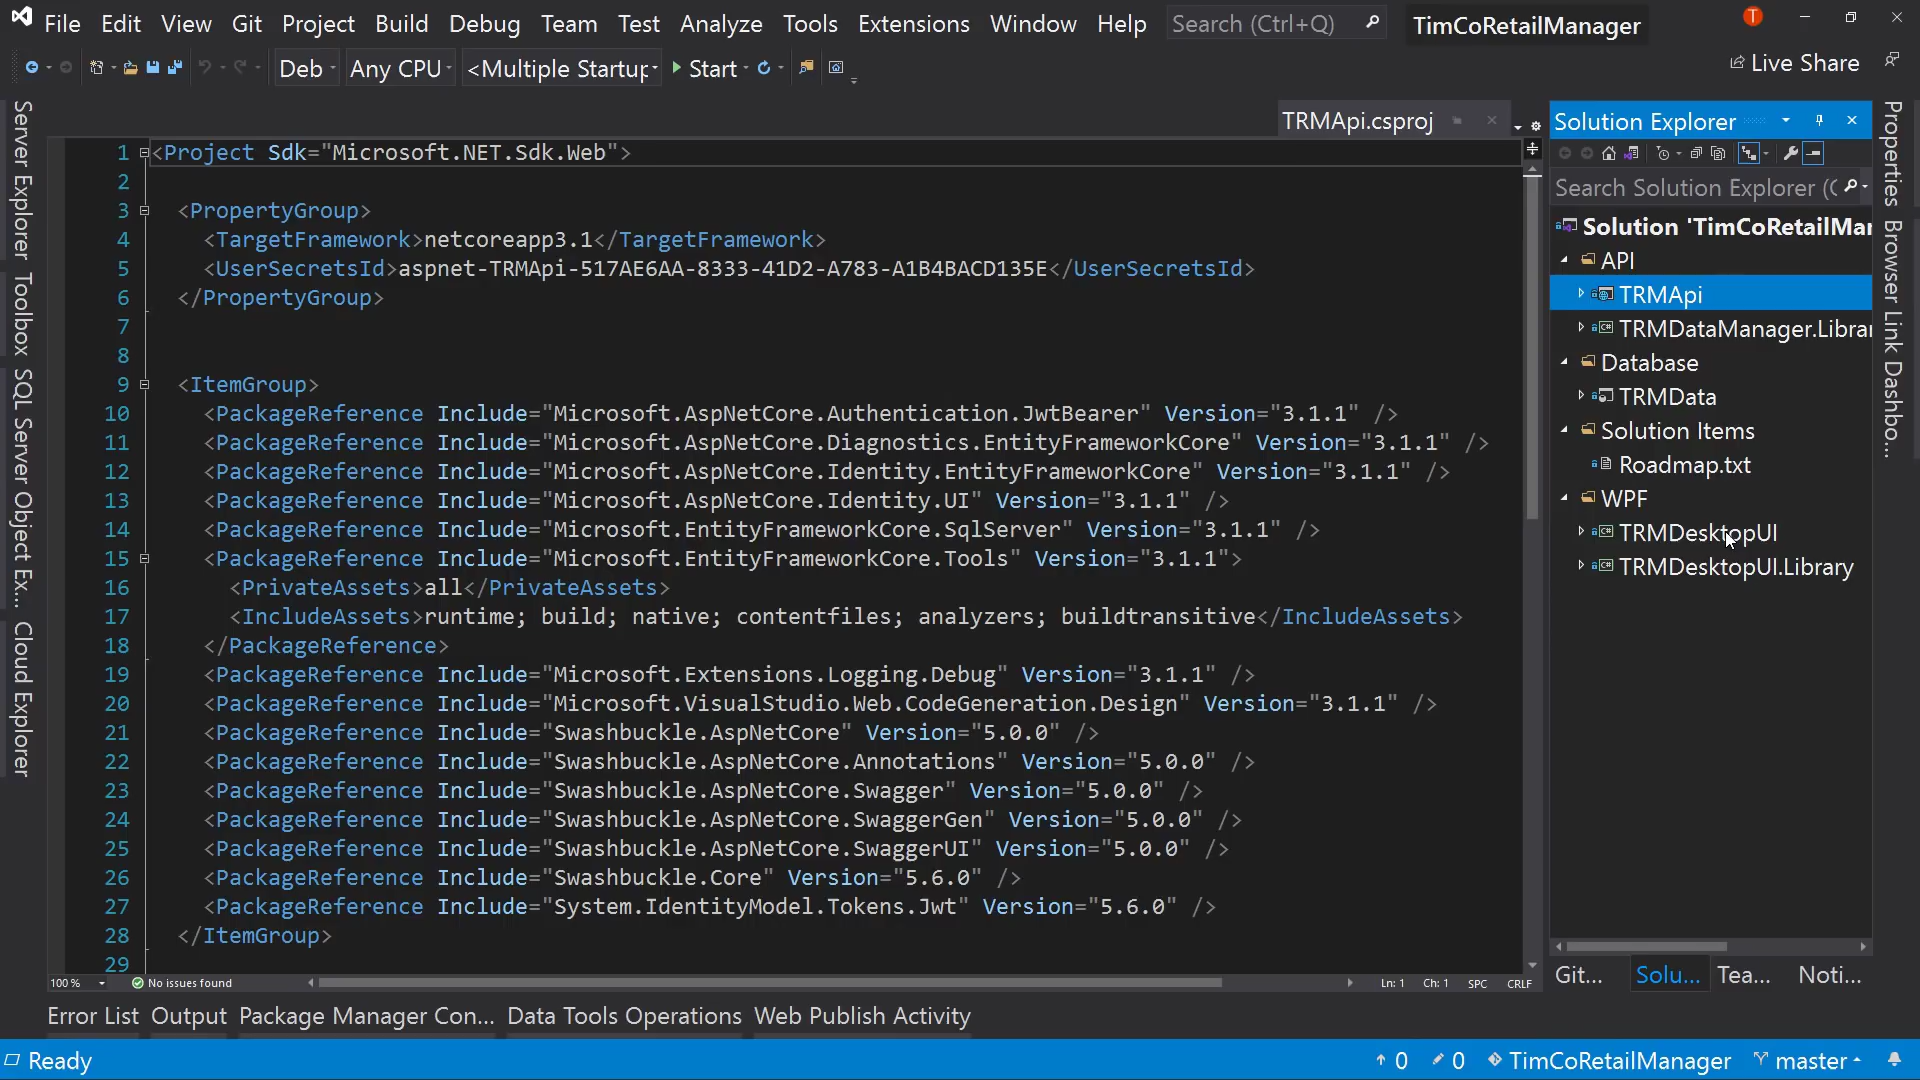 File Edit View Git Project Build Debug Team Test Analyze Tools Extensions Window Help Search (Ctrl+Q) TimCoRetailManager T
Deb Any CPU <Multiple Startup Start Live Share
Server Explorer
Toolbox
SQL Server Object Ex...
Cloud Explorer
TRMApi.csproj
1 <Project Sdk="Microsoft.NET.Sdk.Web">
2
3 <PropertyGroup>
4 <TargetFramework>netcoreapp3.1</TargetFramework>
5 <UserSecretsId>aspnet-TRMApi-517AE6AA-8333-41D2-A783-A1B4BACD135E</UserSecretsId>
6 </PropertyGroup>
7
8
9 <ItemGroup>
10 <PackageReference Include="Microsoft.AspNetCore.Authentication.JwtBearer" Version="3.1.1" />
11 <PackageReference Include="Microsoft.AspNetCore.Diagnostics.EntityFrameworkCore" Version="3.1.1" />
12 <PackageReference Include="Microsoft.AspNetCore.Identity.EntityFrameworkCore" Version="3.1.1" />
13 <PackageReference Include="Microsoft.AspNetCore.Identity.UI" Version="3.1.1" />
14 <PackageReference Include="Microsoft.EntityFrameworkCore.SqlServer" Version="3.1.1" />
15 <PackageReference Include="Microsoft.EntityFrameworkCore.Tools" Version="3.1.1">
16 <PrivateAssets>all</PrivateAssets>
17 <IncludeAssets>runtime; build; native; contentfiles; analyzers; buildtransitive</IncludeAssets>
18 </PackageReference>
19 <PackageReference Include="Microsoft.Extensions.Logging.Debug" Version="3.1.1" />
20 <PackageReference Include="Microsoft.VisualStudio.Web.CodeGeneration.Design" Version="3.1.1" />
21 <PackageReference Include="Swashbuckle.AspNetCore" Version="5.0.0" />
22 <PackageReference Include="Swashbuckle.AspNetCore.Annotations" Version="5.0.0" />
23 <PackageReference Include="Swashbuckle.AspNetCore.Swagger" Version="5.0.0" />
24 <PackageReference Include="Swashbuckle.AspNetCore.SwaggerGen" Version="5.0.0" />
25 <PackageReference Include="Swashbuckle.AspNetCore.SwaggerUI" Version="5.0.0" />
26 <PackageReference Include="Swashbuckle.Core" Version="5.6.0" />
27 <PackageReference Include="System.IdentityModel.Tokens.Jwt" Version="5.6.0" />
28 </ItemGroup>
29
100 % No issues found Ln: 1 Ch: 1 SPC CRLF
Solution Explorer
Search Solution Explorer (C
Solution 'TimCoRetailMar
API
TRMApi
TRMDataManager.Librar
Database
TRMData
Solution Items
Roadmap.txt
WPF
TRMDesktopUI
TRMDesktopUI.Library
Git... Solu... Tea... Noti...
Properties
Browser Link Dashbo...
Error List Output Package Manager Con... Data Tools Operations Web Publish Activity
Ready 0 0 TimCoRetailManager master